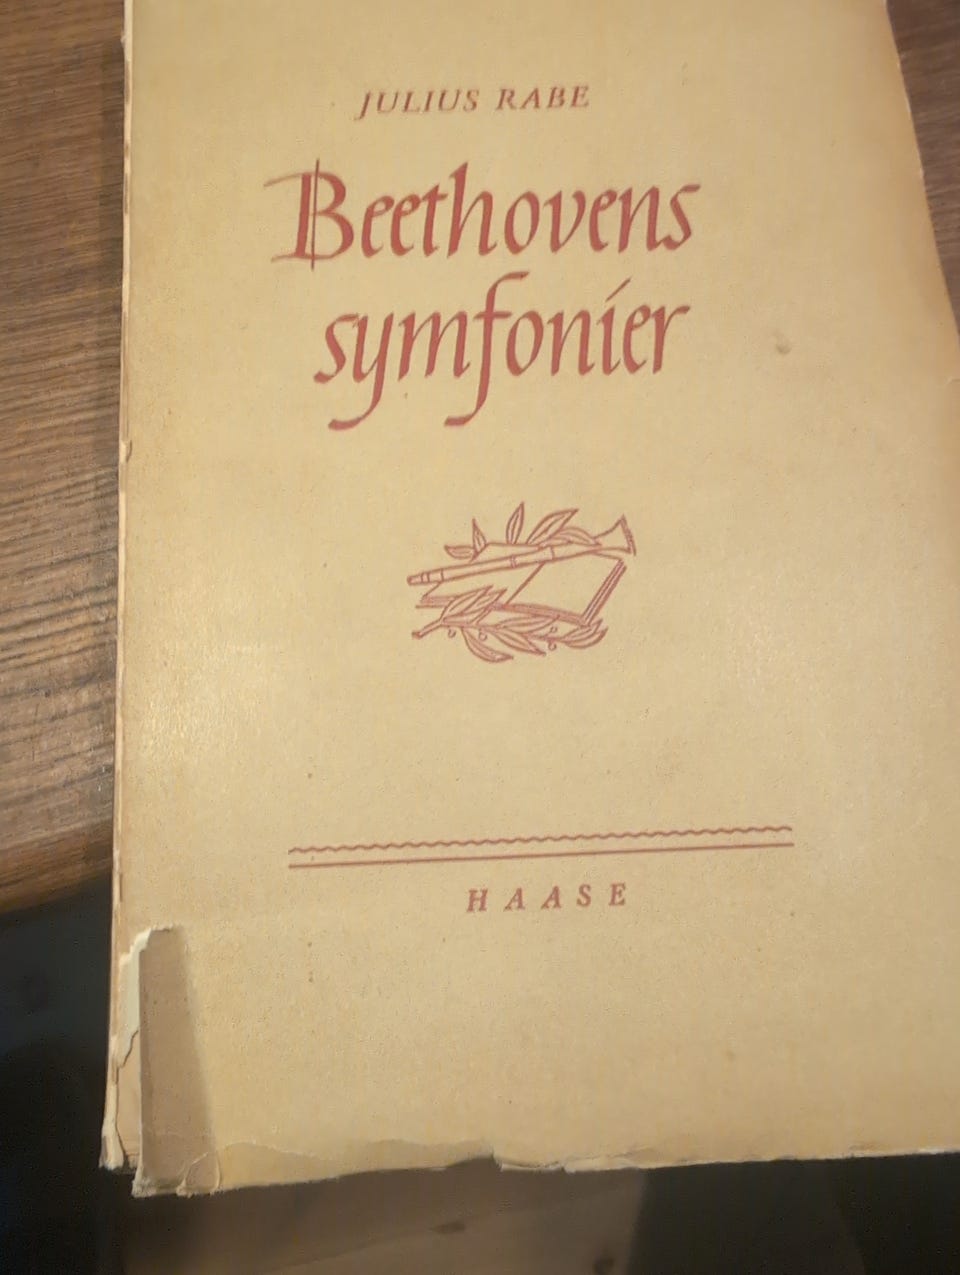 JULIUS RABE
Beethovens
symfonier
HAASE